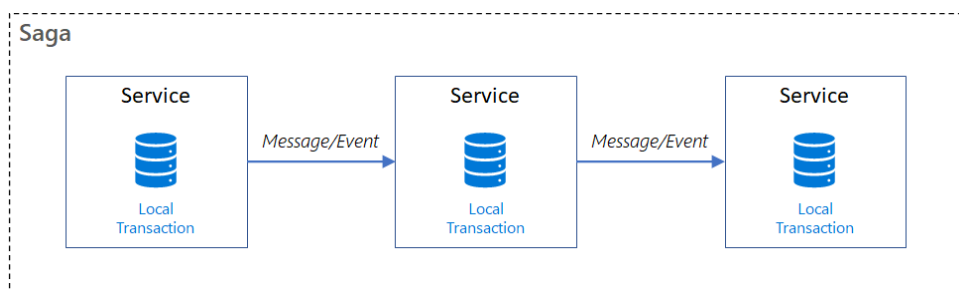 Saga
Service
Local
Transaction
Message/Event
Service
Local
Transaction
Message/Event
Service
Local
Transaction